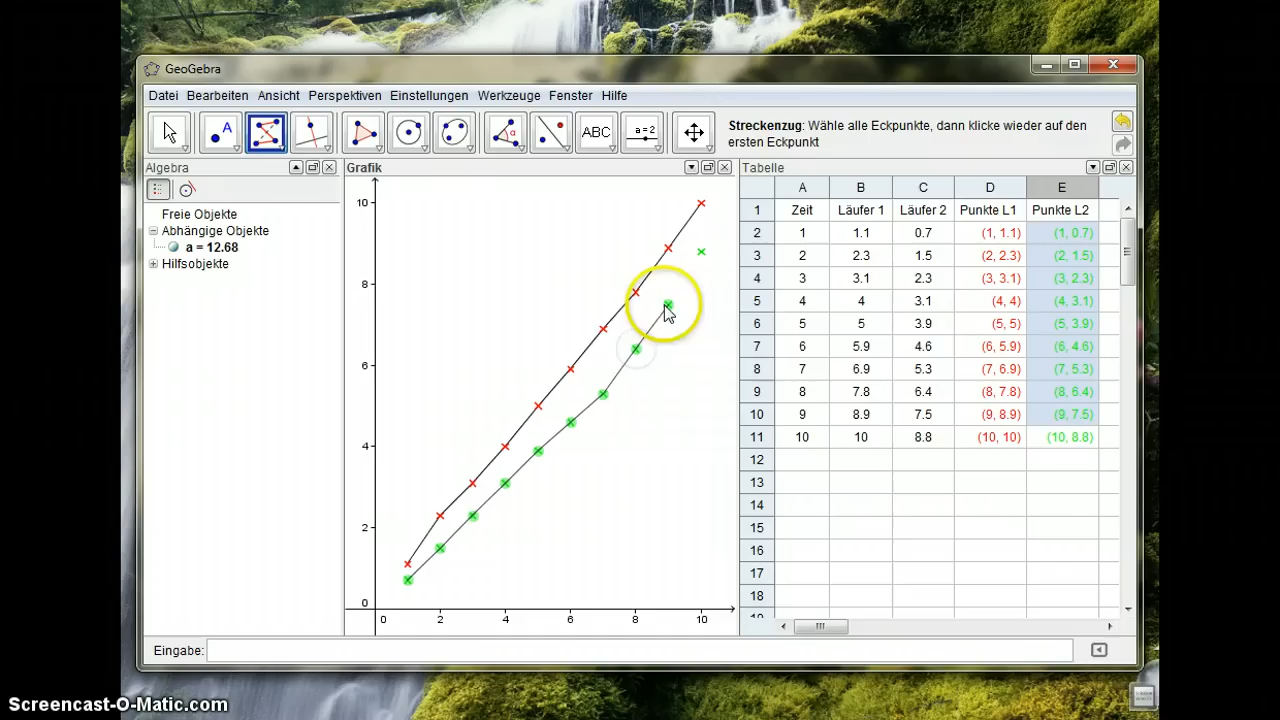 GeoGebra
Datei Bearbeiten Ansicht Perspektiven Einstellungen Werkzeuge Fenster Hilfe
A
α
ABC
a = 2
Streckenzug: Wähle alle Eckpunkte, dann klicke wieder auf den
ersten Eckpunkt
Algebra
Freie Objekte
Abhängige Objekte
a = 12.68
Hilfsobjekte
Grafik
10
8
6
4
2
0
0 2 4 6 8 10
Tabelle
A B C D E
1 Zeit Läufer 1 Läufer 2 Punkte L1 Punkte L2
2 1 1.1 0.7 (1, 1.1) (1, 0.7)
3 2 2.3 1.5 (2, 2.3) (2, 1.5)
4 3 3.1 2.3 (3, 3.1) (3, 2.3)
5 4 4 3.1 (4, 4) (4, 3.1)
6 5 5 3.9 (5, 5) (5, 3.9)
7 6 5.9 4.6 (6, 5.9) (6, 4.6)
8 7 6.9 5.3 (7, 6.9) (7, 5.3)
9 8 7.8 6.4 (8, 7.8) (8, 6.4)
10 9 8.9 7.5 (9, 8.9) (9, 7.5)
11 10 10 8.8 (10, 10) (10, 8.8)
12
13
14
15
16
17
18
Eingabe:
Screencast-O-Matic.com